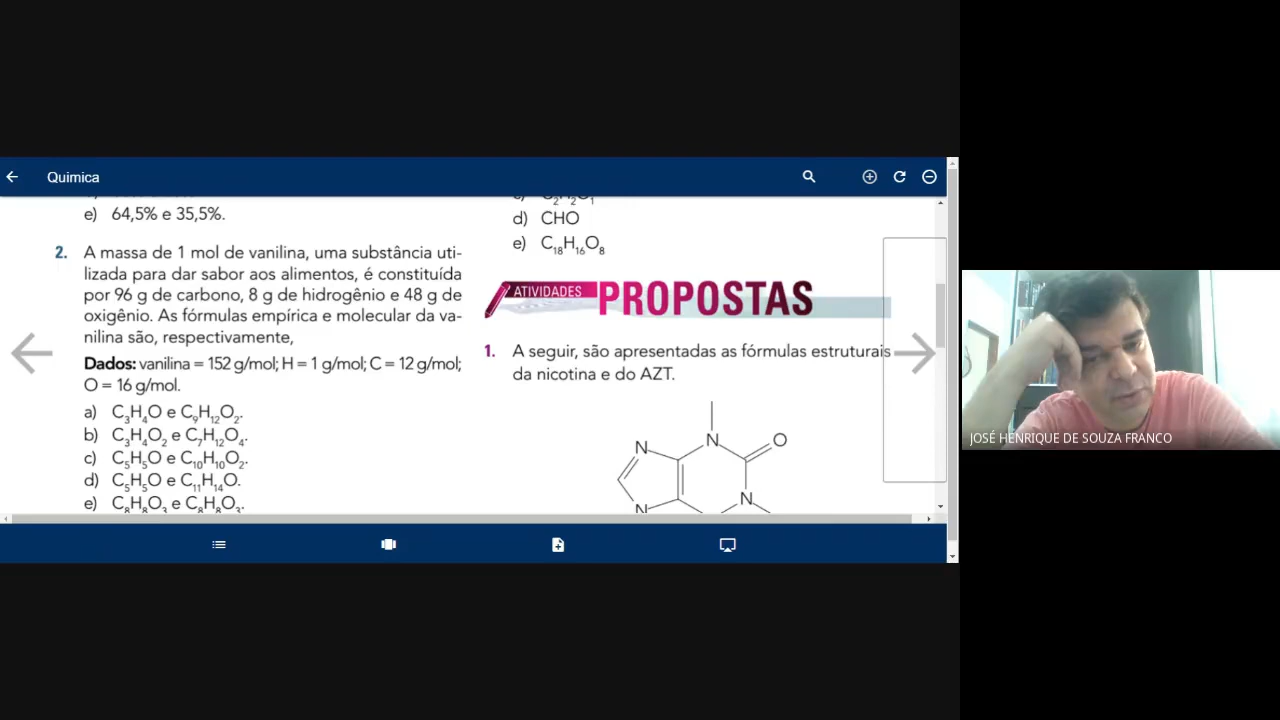 Quimica
e) 64,5% e 35,5%.
2. A massa de 1 mol de vanilina, uma substância uti-
lizada para dar sabor aos alimentos, é constituída
por 96 g de carbono, 8 g de hidrogênio e 48 g de
oxigênio. As fórmulas empírica e molecular da va-
nilina são, respectivamente,
Dados: vanilina = 152 g/mol; H = 1 g/mol; C = 12 g/mol;
O = 16 g/mol.
a) C₃H₄O e C₉H₁₂O₂.
b) C₃H₄O₂ e C₇H₁₂O₄.
c) C₅H₅O e C₁₀H₁₀O₂.
d) C₅H₅O e C₁₁H₁₄O.
e) C₈H₈O₃ e C₈H₈O₃.
d) CHO
e) C₁₈H₁₆O₈
ATIVIDADES PROPOSTAS
1. A seguir, são apresentadas as fórmulas estruturais
da nicotina e do AZT.
N
N
O
N
N
JOSÉ HENRIQUE DE SOUZA FRANCO